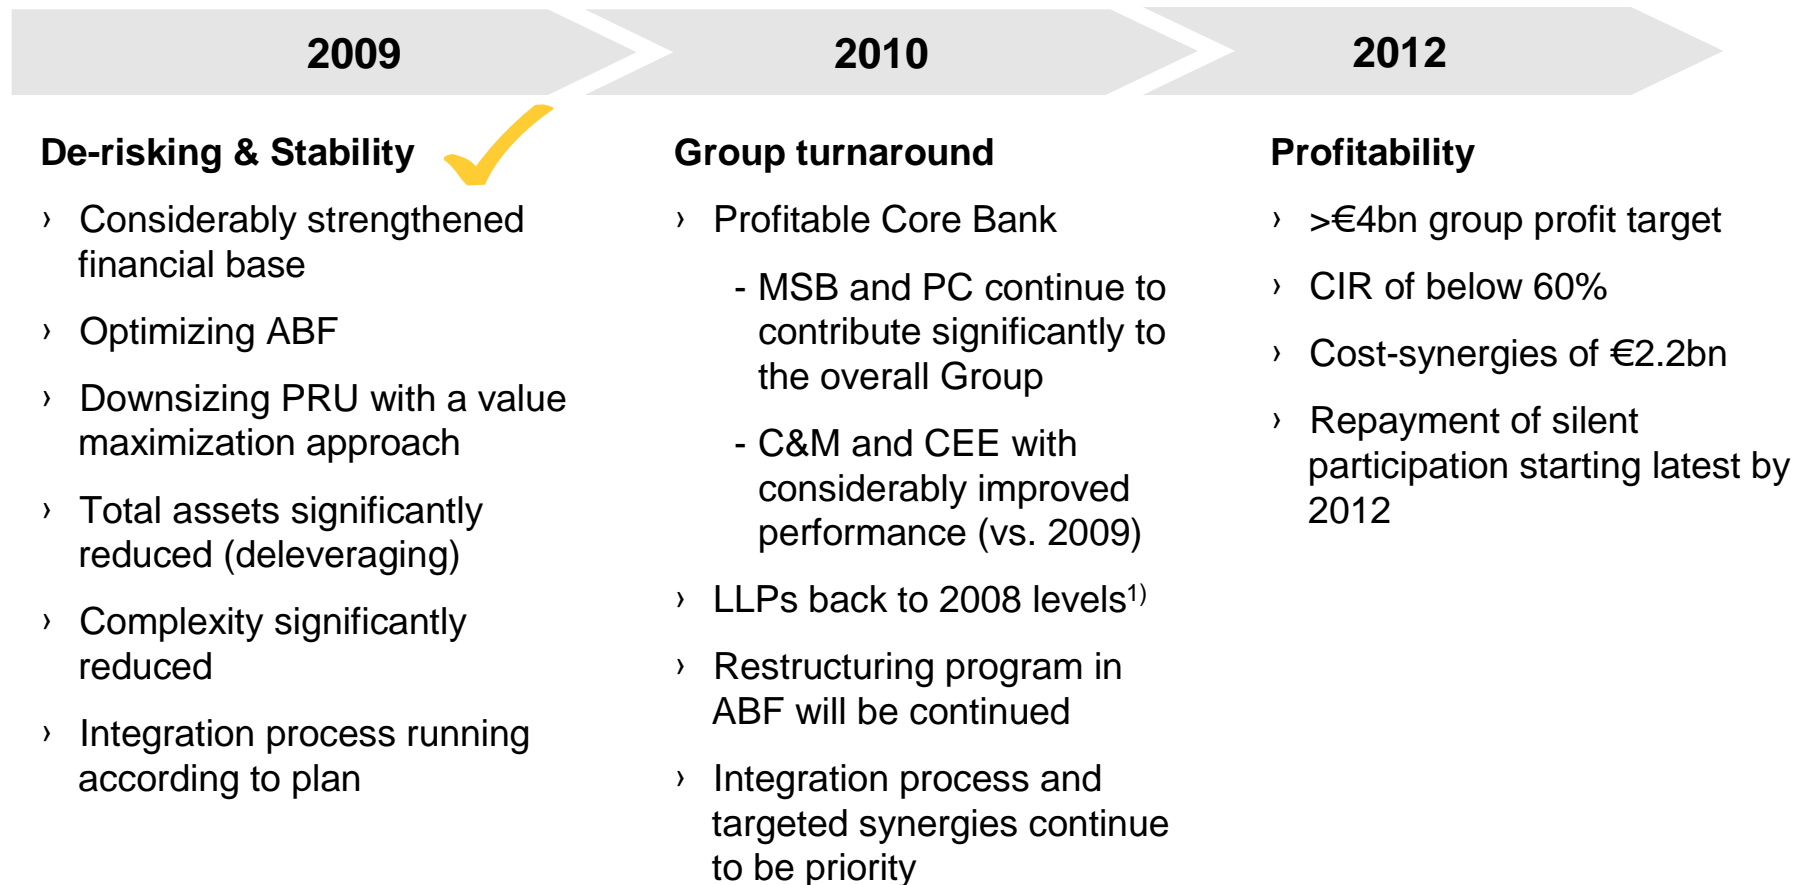 2009
2010
2012
De-risking & Stability
› Considerably strengthened
financial base
› Optimizing ABF
› Downsizing PRU with a value
maximization approach
› Total assets significantly
reduced (deleveraging)
› Complexity significantly
reduced
› Integration process running
according to plan
Group turnaround
› Profitable Core Bank
- MSB and PC continue to
contribute significantly to
the overall Group
- C&M and CEE with
considerably improved
performance (vs. 2009)
› LLPs back to 2008 levels¹⁾
› Restructuring program in
ABF will be continued
› Integration process and
targeted synergies continue
to be priority
Profitability
› >€4bn group profit target
› CIR of below 60%
› Cost-synergies of €2.2bn
› Repayment of silent
participation starting latest by
2012